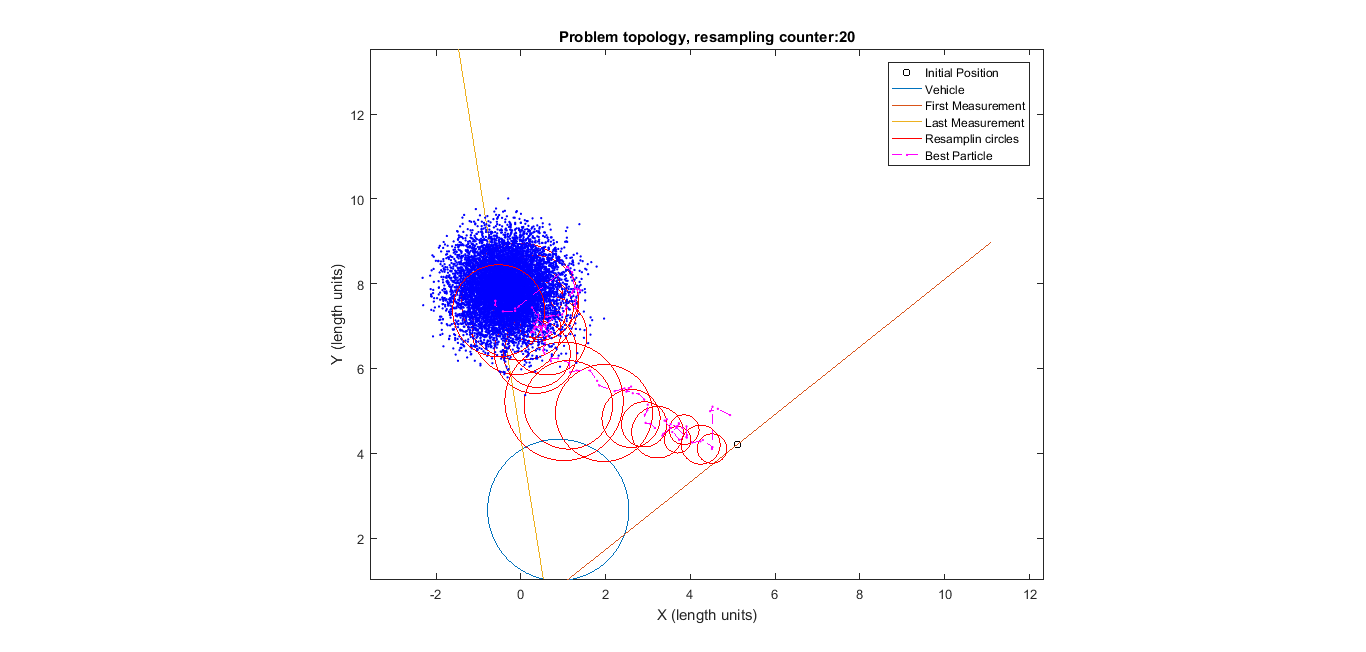 Problem topology, resampling counter:20
Initial Position
Vehicle
First Measurement
Last Measurement
Resamplin circles
Best Particle
12
10
8
6
4
2
Y (length units)
-2 0 2 4 6 8 10 12
X (length units)